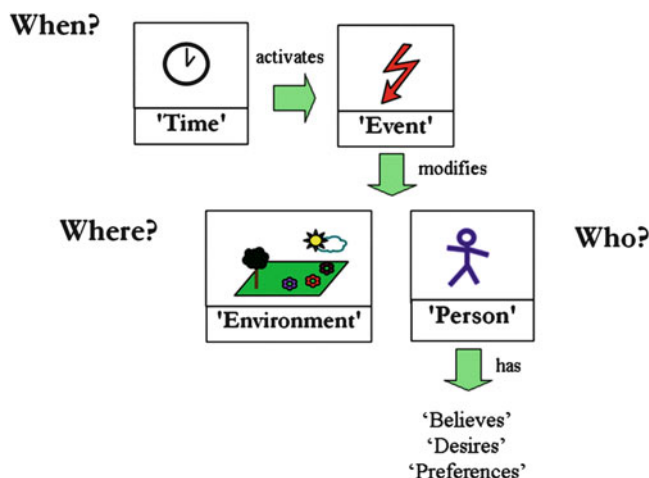 When?
activates
'Time'
'Event'
modifies
Where?
Who?
'Environment'
'Person'
has
‘Believes’
‘Desires’
‘Preferences’